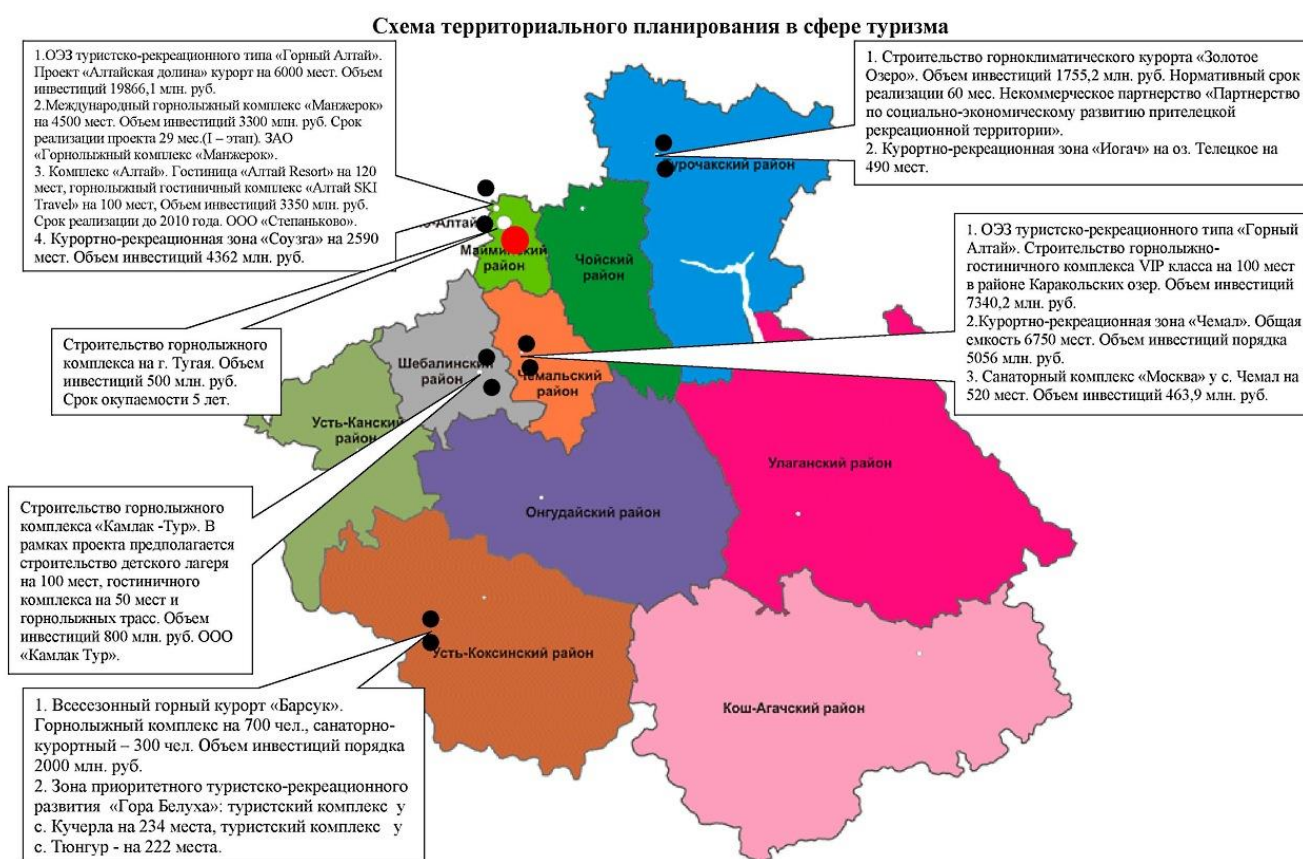 Схема территориального планирования в сфере туризма
1.ОЭЗ туристско-рекреационного типа «Горный Алтай».
Проект «Алтайская долина» курорт на 6000 мест. Объем
инвестиций 19866,1 млн. руб.
2.Международный горнолыжный комплекс «Манжерок»
на 4500 мест. Объем инвестиций 3300 млн. руб. Срок
реализации проекта 29 мес.(I – этап). ЗАО
«Горнолыжный комплекс «Манжерок».
3. Комплекс «Алтай». Гостиница «Алтай Resort» на 120
мест, горнолыжный гостиничный комплекс «Алтай SKI
Travel» на 100 мест, Объем инвестиций 3350 млн. руб.
Срок реализации до 2010 года. ООО «Степаньково».
4. Курортно-рекреационная зона «Соузга» на 2590
мест. Объем инвестиций 4362 млн. руб.
1. Строительство горноклиматического курорта «Золотое
Озеро». Объем инвестиций 1755,2 млн. руб. Нормативный срок
реализации 60 мес. Некоммерческое партнерство «Партнерство
по социально-экономическому развитию прителецкой
рекреационной территории».
2. Курортно-рекреационная зона «Иогач» на оз. Телецкое на
490 мест.
1. ОЭЗ туристско-рекреационного типа «Горный
Алтай». Строительство горнолыжно-
гостиничного комплекса VIP класса на 100 мест
в районе Каракольских озер. Объем инвестиций
7340,2 млн. руб.
2.Курортно-рекреационная зона «Чемал». Общая
емкость 6750 мест. Объем инвестиций порядка
5056 млн. руб.
3. Санаторный комплекс «Москва» у с. Чемал на
520 мест. Объем инвестиций 463,9 млн. руб.
Строительство горнолыжного
комплекса на г. Тугая. Объем
инвестиций 500 млн. руб.
Срок окупаемости 5 лет.
Строительство горнолыжного
комплекса «Камлак -Тур». В
рамках проекта предполагается
строительство детского лагеря
на 100 мест, гостиничного
комплекса на 50 мест и
горнолыжных трасс. Объем
инвестиций 800 млн. руб. ООО
«Камлак Тур».
1. Всесезонный горный курорт «Барсук».
Горнолыжный комплекс на 700 чел., санаторно-
курортный – 300 чел. Объем инвестиций порядка
2000 млн. руб.
2. Зона приоритетного туристско-рекреационного
развития «Гора Белуха»: туристский комплекс у
с. Кучерла на 234 места, туристский комплекс у
с. Тюнгур - на 222 места.
урочакский район
о-Алтай
Майминский
район
Чойский
район
Шебалинский
район
Чемальский
район
Усть-Канский
район
Онгудайский район
Улаганский район
Усть-Коксинский район
Кош-Агачский район